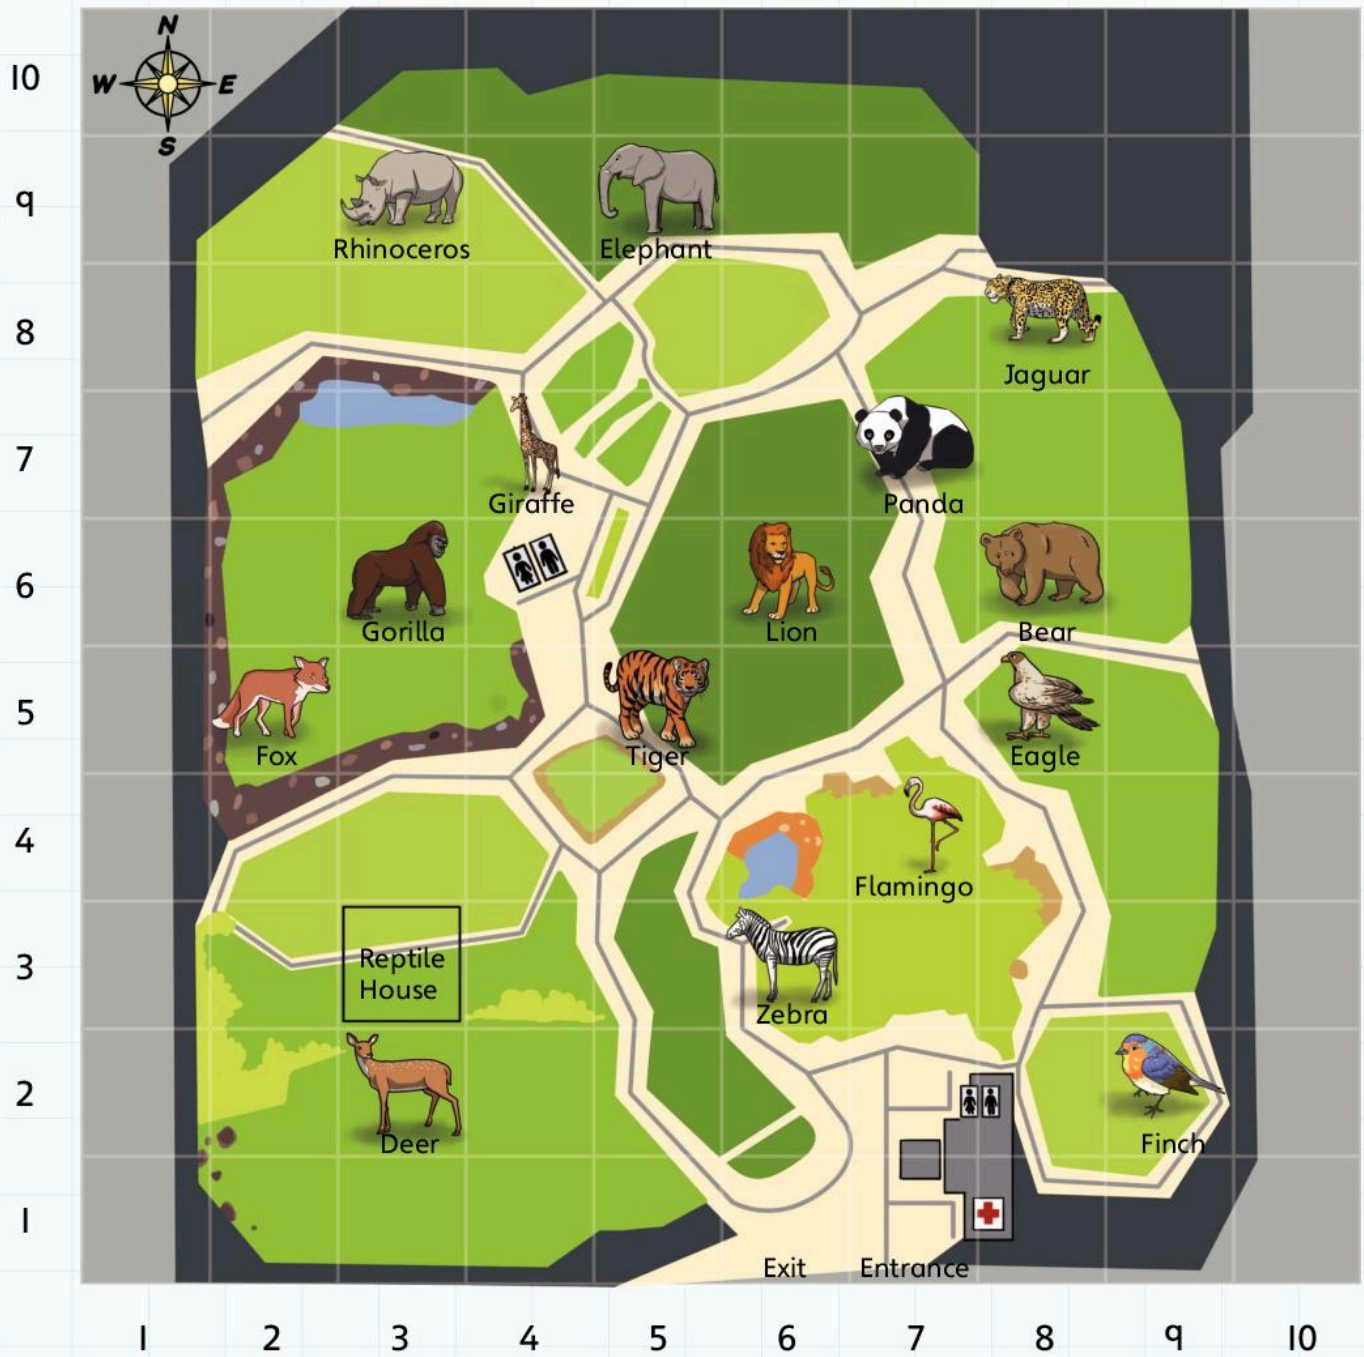 N
W E
S
10
9
8
7
6
5
4
3
2
1
Rhinoceros
Elephant
Jaguar
Giraffe
Panda
Gorilla
Lion
Bear
Fox
Tiger
Eagle
Flamingo
Reptile
House
Zebra
Deer
Finch
Exit
Entrance
1 2 3 4 5 6 7 8 9 10